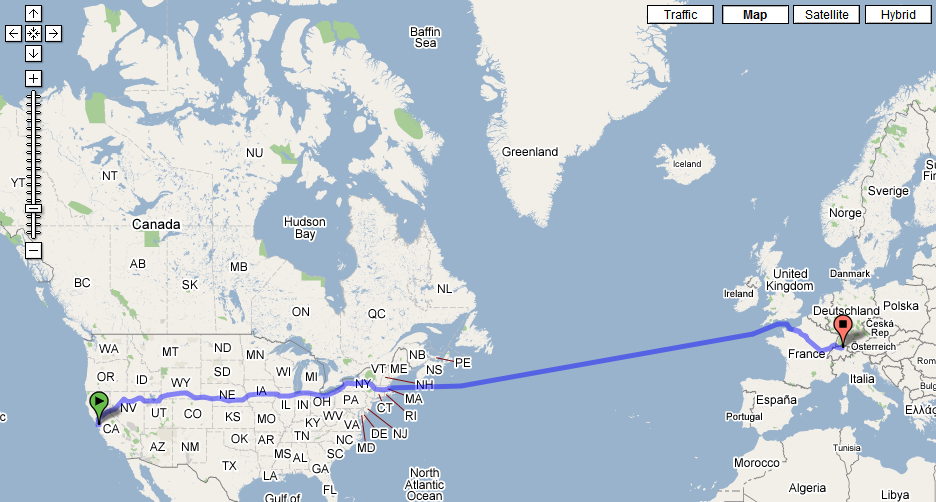 Traffic
Map
Satellite
Hybrid
Baffin
Sea
Greenland
Iceland
NU
YT
NT
Sverige
Su
Fi
Norge
Hudson
Bay
Canada
AB
MB
BC
SK
NL
ON
QC
United
Kingdom
Danmark
Ireland
Deutschland
Polska
Česká
Rep
Österreich
France
Rom
Italia
Bulg
España
Portugal
Ελλάς
Tunisia
Morocco
Algeria
Libya
WA
MT
ND
MN
OR
ID
SD
WI
MI
WY
NB
PE
VT
ME
NS
NY
NH
NV
NE
IA
MA
UT
CO
IL
IN
OH
PA
CT
RI
CA
KS
MO
KY
WV
VA
DE
NJ
MD
AZ
NM
OK
AR
TN
NC
MS
AL
SC
TX
GA
LA
FL
North
Atlantic
Ocean
Gulf of